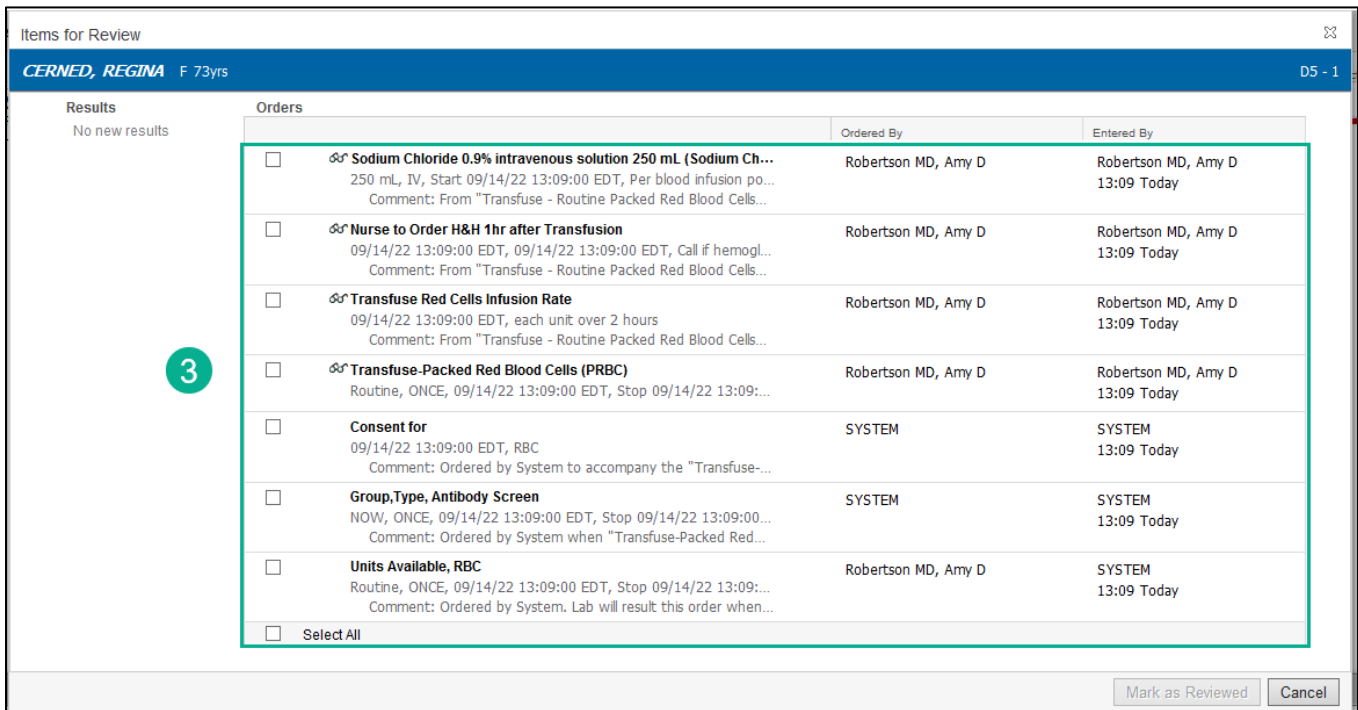 Items for Review
CERNED, REGINA F 73yrs D5 - 1
Results Orders
No new results
Ordered By Entered By
Sodium Chloride 0.9% intravenous solution 250 mL (Sodium Ch... Robertson MD, Amy D Robertson MD, Amy D
250 mL, IV, Start 09/14/22 13:09:00 EDT, Per blood infusion po... 13:09 Today
Comment: From "Transfuse - Routine Packed Red Blood Cells...
Nurse to Order H&H 1hr after Transfusion Robertson MD, Amy D Robertson MD, Amy D
09/14/22 13:09:00 EDT, 09/14/22 13:09:00 EDT, Call if hemogl... 13:09 Today
Comment: From "Transfuse - Routine Packed Red Blood Cells...
Transfuse Red Cells Infusion Rate Robertson MD, Amy D Robertson MD, Amy D
09/14/22 13:09:00 EDT, each unit over 2 hours 13:09 Today
Comment: From "Transfuse - Routine Packed Red Blood Cells...
3
Transfuse-Packed Red Blood Cells (PRBC) Robertson MD, Amy D Robertson MD, Amy D
Routine, ONCE, 09/14/22 13:09:00 EDT, Stop 09/14/22 13:09:... 13:09 Today
Consent for SYSTEM SYSTEM
09/14/22 13:09:00 EDT, RBC 13:09 Today
Comment: Ordered by System to accompany the "Transfuse-...
Group,Type, Antibody Screen SYSTEM SYSTEM
NOW, ONCE, 09/14/22 13:09:00 EDT, Stop 09/14/22 13:09:00... 13:09 Today
Comment: Ordered by System when "Transfuse-Packed Red...
Units Available, RBC Robertson MD, Amy D SYSTEM
Routine, ONCE, 09/14/22 13:09:00 EDT, Stop 09/14/22 13:09:... 13:09 Today
Comment: Ordered by System. Lab will result this order when...
Select All
Mark as Reviewed Cancel